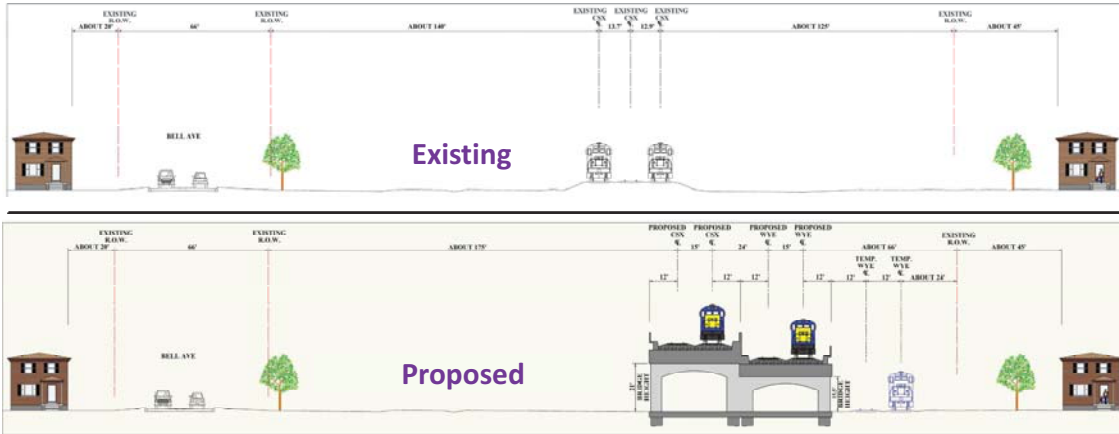 EXISTING
R.O.W.
EXISTING
R.O.W.
EXISTING
CSX
℄
EXISTING
CSX
℄
EXISTING
CSX
℄
EXISTING
R.O.W.
ABOUT 20'
66'
ABOUT 140'
13.7'
12.9'
ABOUT 125'
ABOUT 45'
BELL AVE
Existing
EXISTING
R.O.W.
EXISTING
R.O.W.
PROPOSED
CSX
℄
PROPOSED
CSX
℄
PROPOSED
WYE
℄
PROPOSED
WYE
℄
EXISTING
R.O.W.
ABOUT 20'
66'
ABOUT 175'
15'
24'
15'
ABOUT 66'
ABOUT 45'
TEMP.
WYE
℄
TEMP.
WYE
℄
12'
12'
12'
12'
12'
12'
ABOUT 24'
BELL AVE
Proposed
BRIDGE
HEIGHT
BRIDGE
HEIGHT